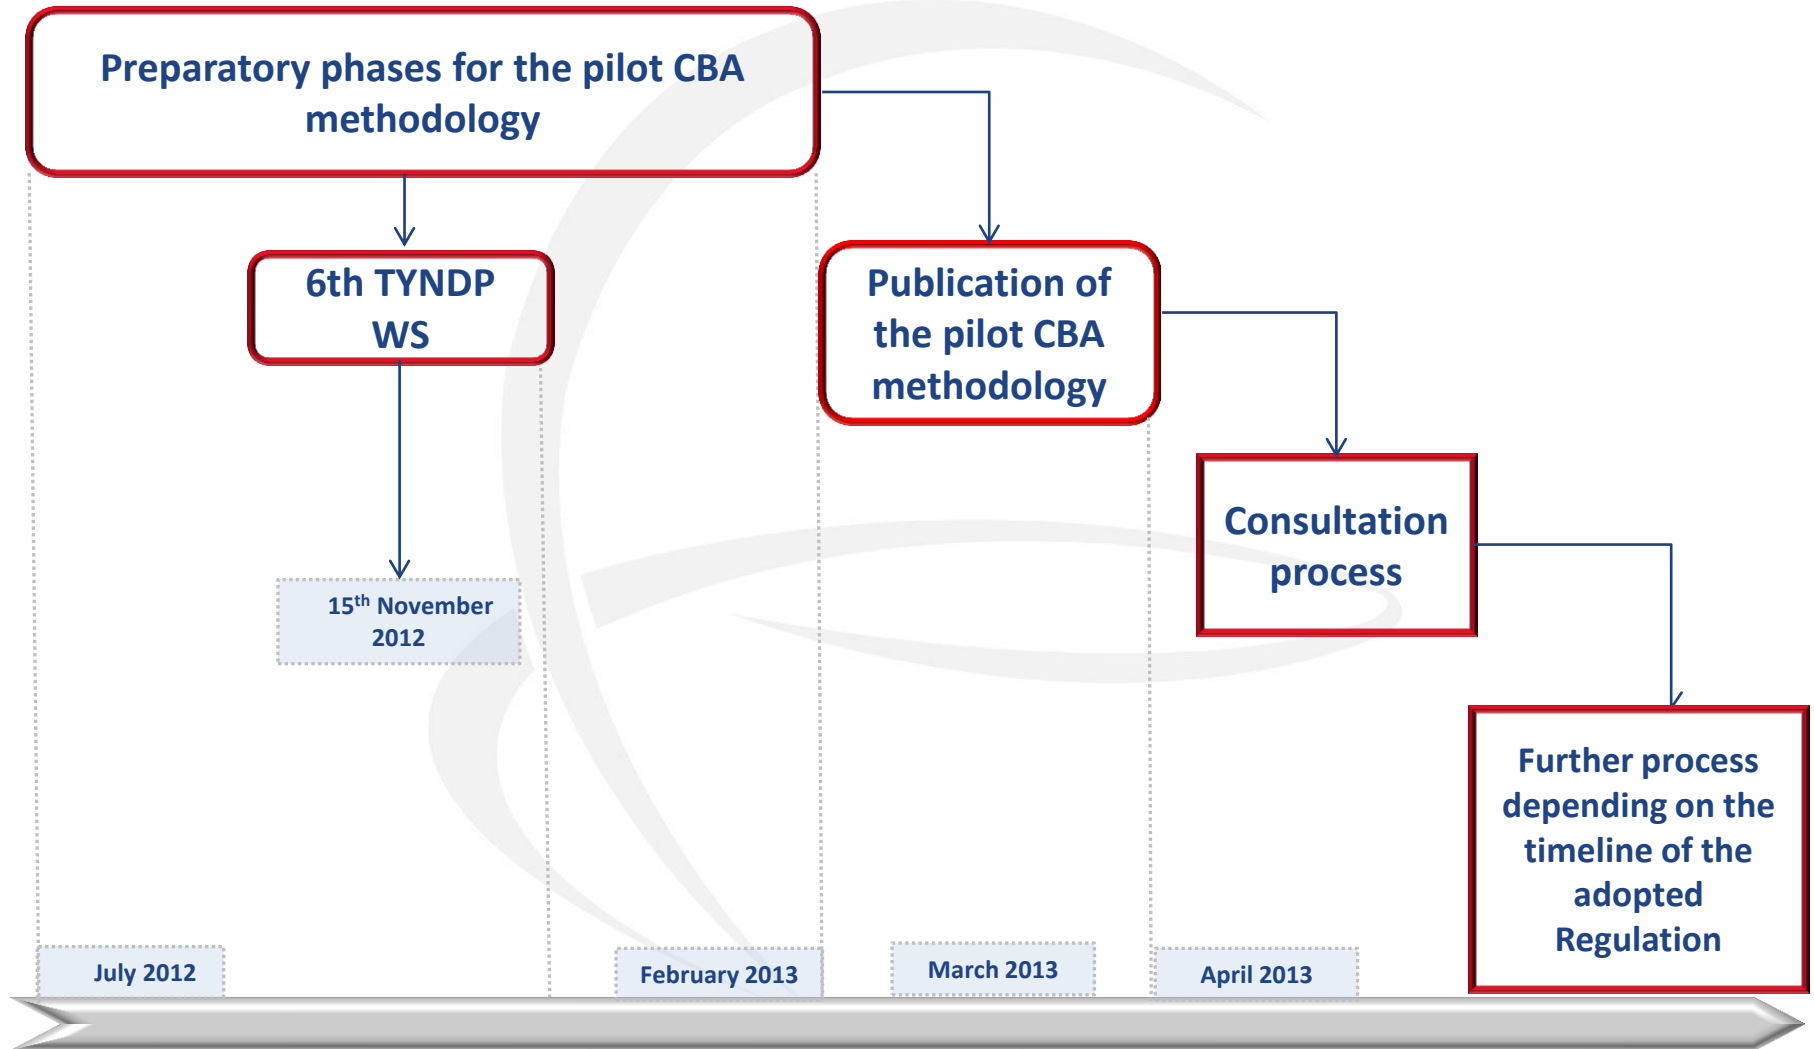 Preparatory phases for the pilot CBA
methodology
6th TYNDP
WS
15th November
2012
Publication of
the pilot CBA
methodology
Consultation
process
Further process
depending on the
timeline of the
adopted
Regulation
July 2012
February 2013
March 2013
April 2013